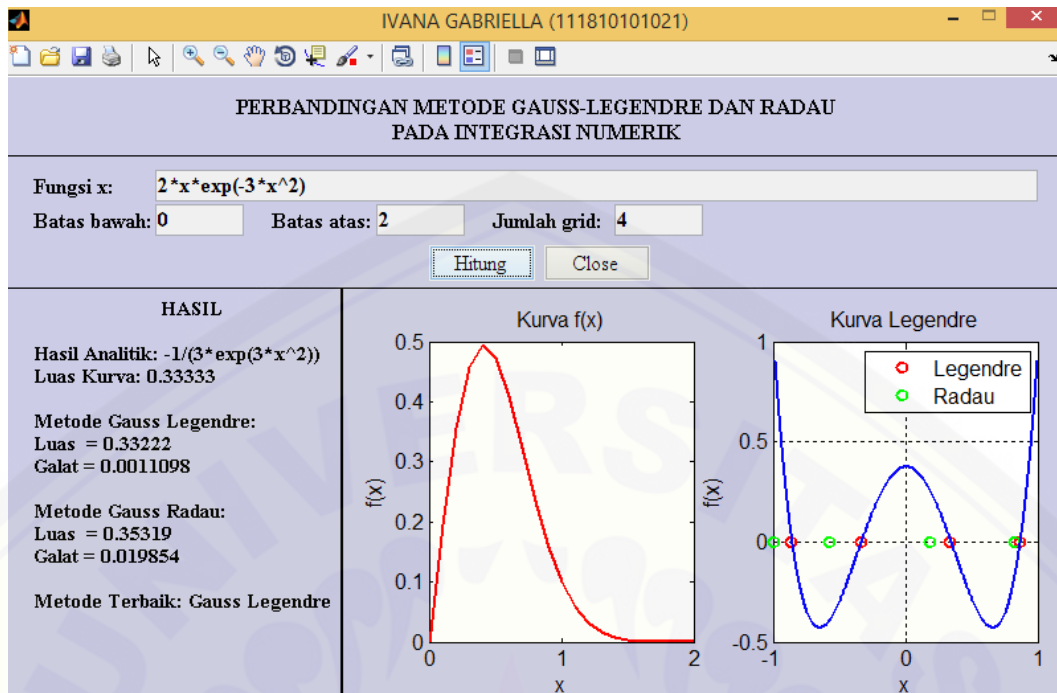 IVANA GABRIELLA (111810101021)
PERBANDINGAN METODE GAUSS-LEGENDRE DAN RADAU
PADA INTEGRASI NUMERIK
Fungsi x: 2*x*exp(-3*x^2)
Batas bawah: 0 Batas atas: 2 Jumlah grid: 4
Hitung Close
HASIL
Hasil Analitik: -1/(3*exp(3*x^2))
Luas Kurva: 0.33333
Metode Gauss Legendre:
Luas = 0.33222
Galat = 0.0011098
Metode Gauss Radau:
Luas = 0.35319
Galat = 0.019854
Metode Terbaik: Gauss Legendre
Kurva f(x)
0.5
0.4
0.3
0.2
0.1
0
f(x)
0 1 2
x
Kurva Legendre
Legendre
Radau
1
0.5
0
-0.5
f(x)
-1 0 1
x
UNIVERSITAS